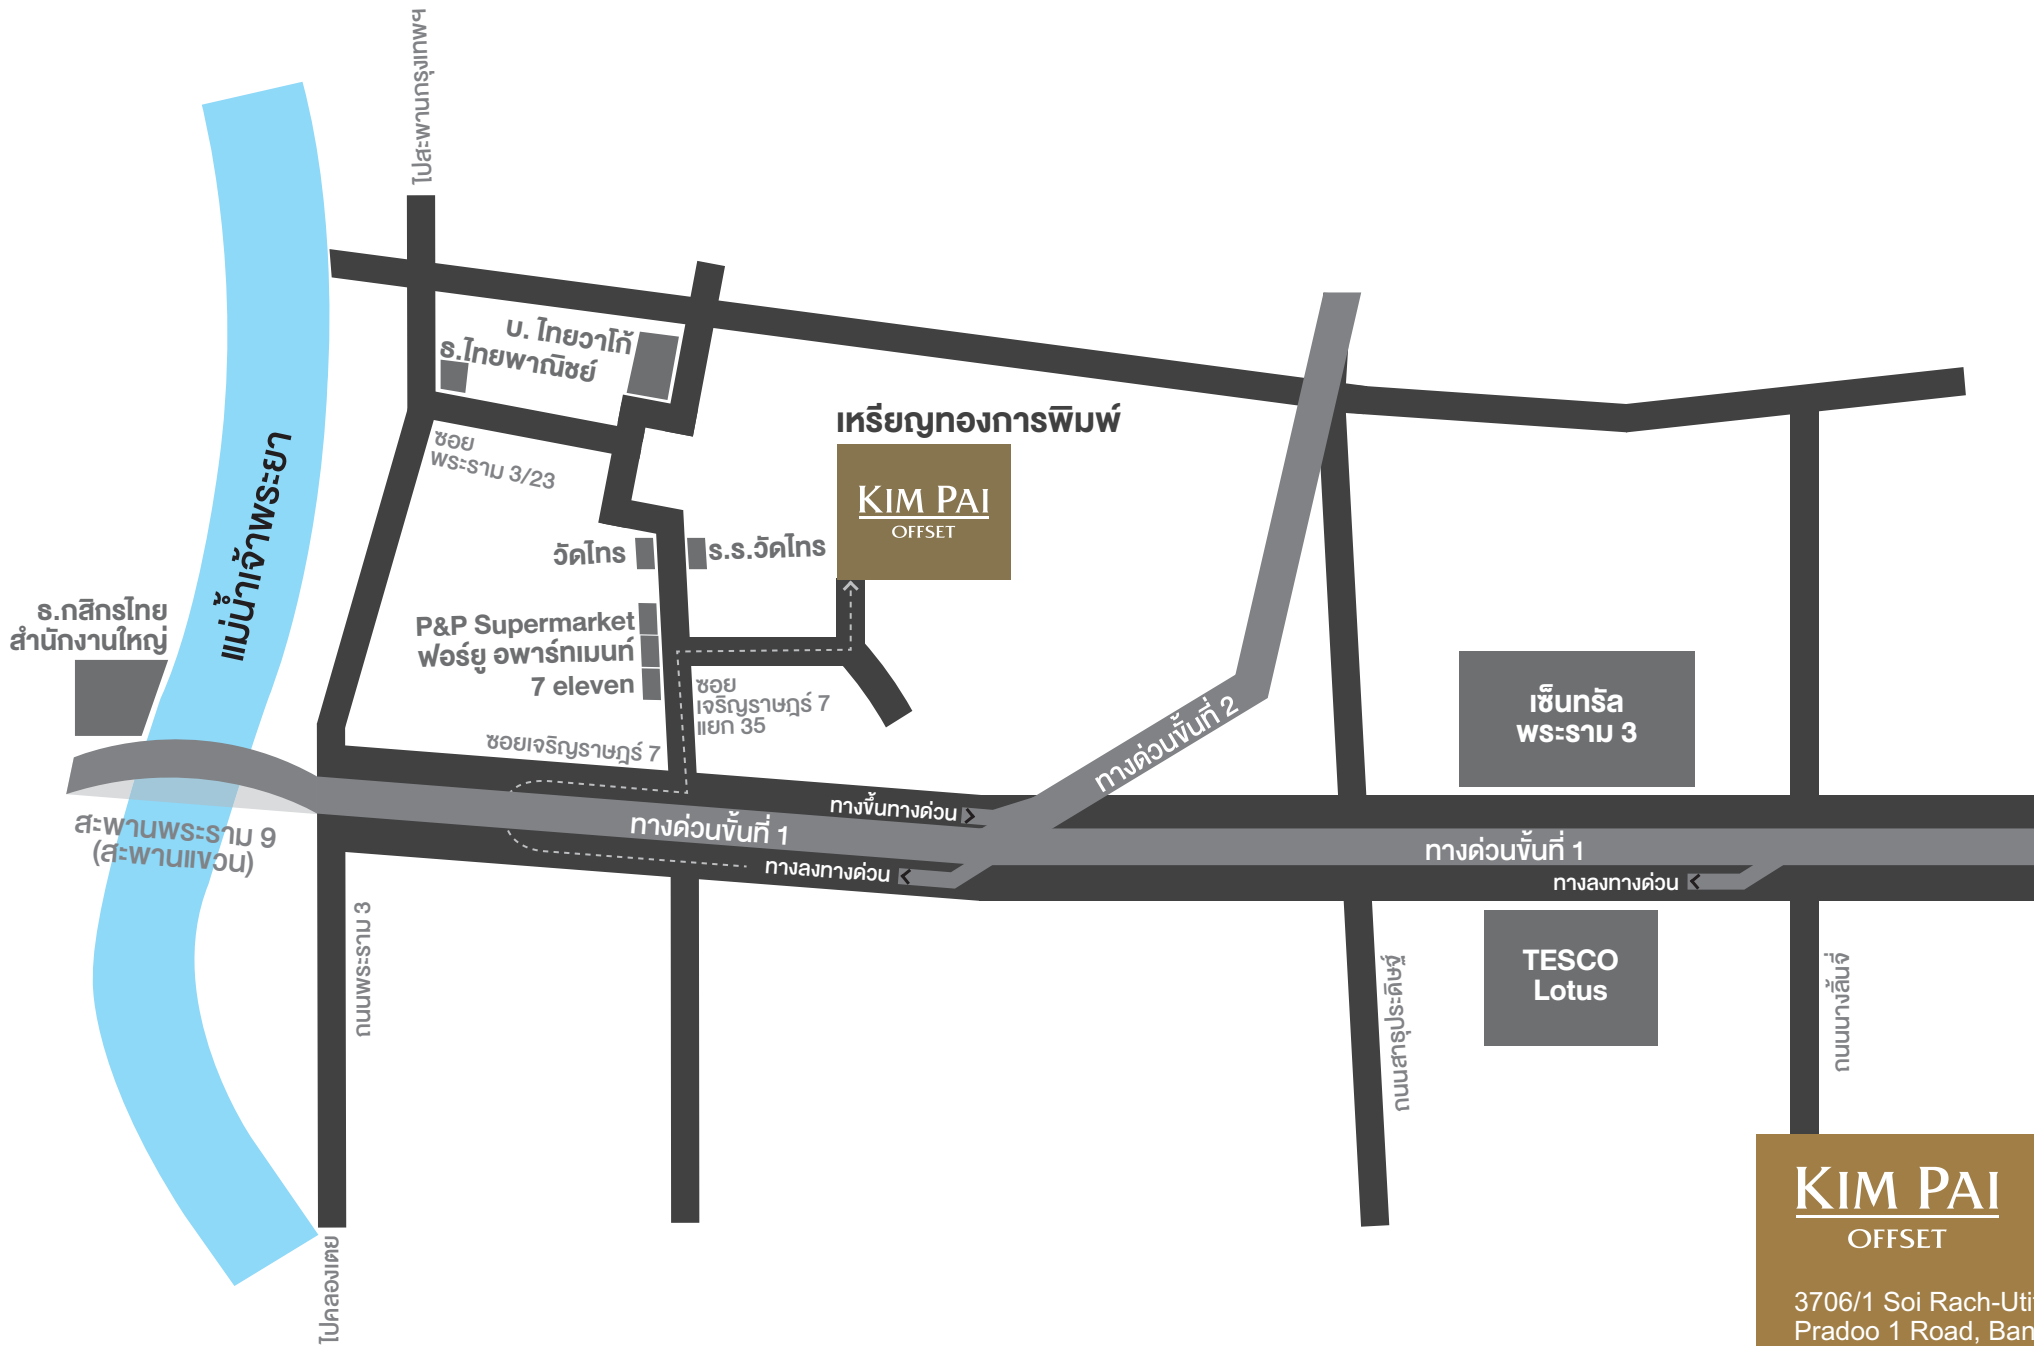 ไปสะพานกรุงเทพฯ
บ. ไทยวาโก้
ธ.ไทยพาณิชย์
ซอย
พระราม 3/23
เหรียญทองการพิมพ์
KIM PAI
OFFSET
แม่น้ำเจ้าพระยา
วัดไทร
ร.ร.วัดไทร
ธ.กสิกรไทย
สำนักงานใหญ่
P&P Supermarket
ฟอร์ยู อพาร์ทเมนท์
7 eleven
ซอย
เจริญราษฎร์ 7
แยก 35
ซอยเจริญราษฎร์ 7
ทางด่วนขั้นที่ 2
เซ็นทรัล
พระราม 3
ทางขึ้นทางด่วน
สะพานพระราม 9
(สะพานแขวน)
ทางด่วนขั้นที่ 1
ทางด่วนขั้นที่ 1
ทางลงทางด่วน
ทางลงทางด่วน
ถนนพระราม 3
ถนนสาธุประดิษฐ์
TESCO
Lotus
ถนนนางลิ้นจี่
ไปคลองเตย
KIM PAI
OFFSET
3706/1 Soi Rach-Uti
Pradoo 1 Road, Ban